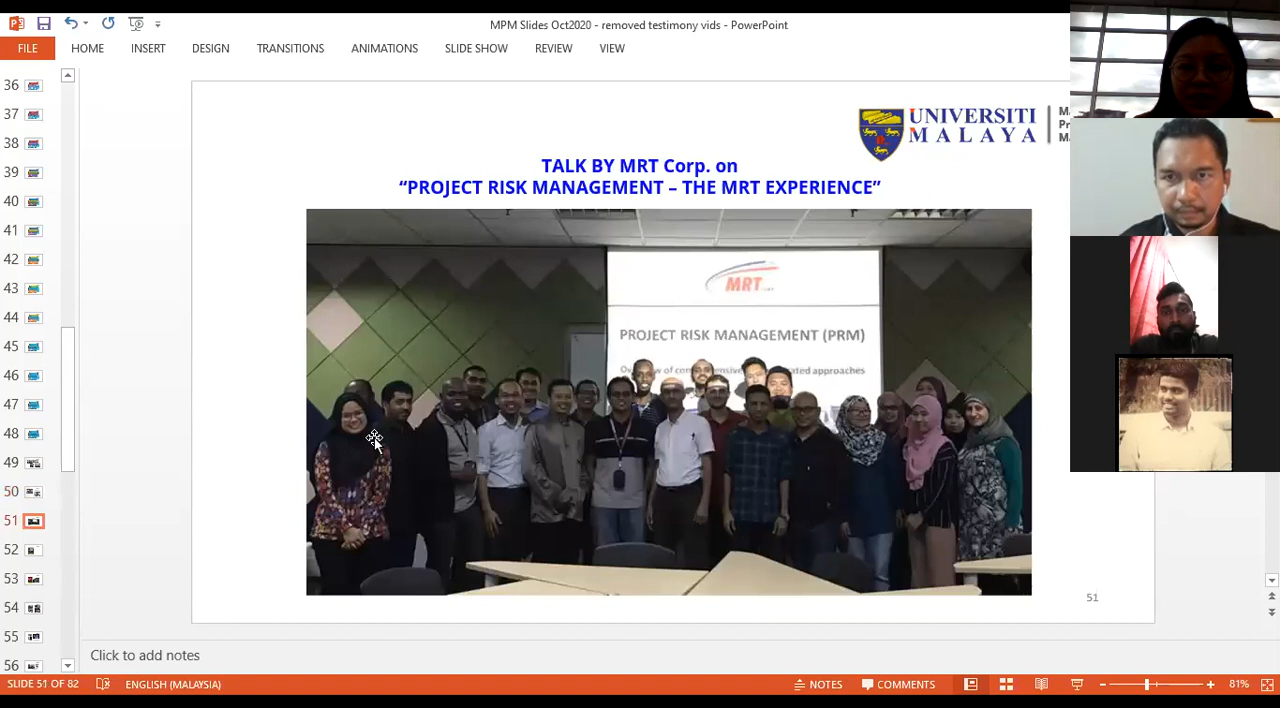 MPM Slides Oct2020 - removed testimony vids - PowerPoint
FILE HOME INSERT DESIGN TRANSITIONS ANIMATIONS SLIDE SHOW REVIEW VIEW
36
37
38
39
40
41
42
43
44
45
46
47
48
49
50
51
52
53
54
55
56
UNIVERSITI
MALAYA
TALK BY MRT Corp. on
“PROJECT RISK MANAGEMENT – THE MRT EXPERIENCE”
MRT
PROJECT RISK MANAGEMENT (PRM)
approaches
51
Click to add notes
SLIDE 51 OF 82 ENGLISH (MALAYSIA) NOTES COMMENTS 81%